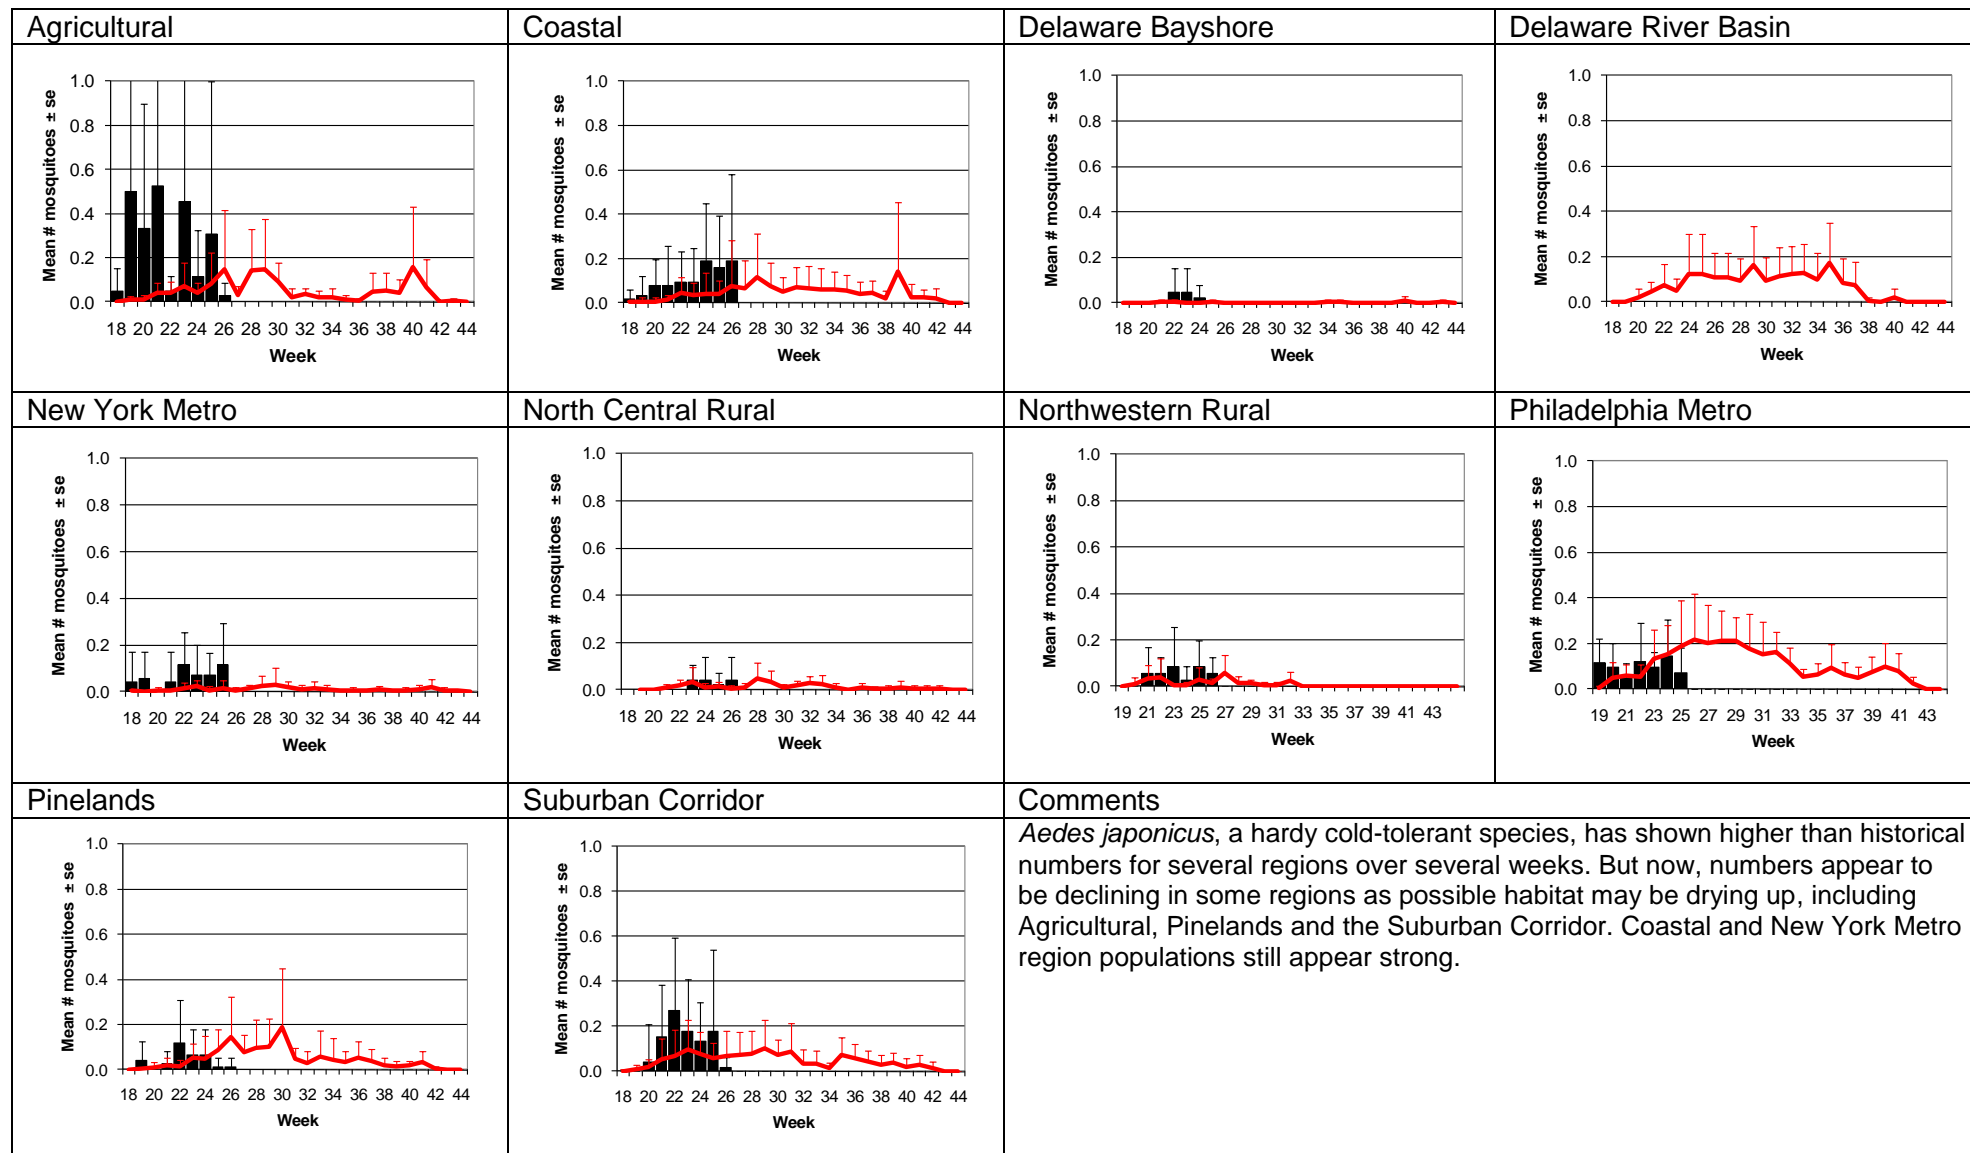 Agricultural
Coastal
Delaware Bayshore
Delaware River Basin
Mean # mosquitoes ± se
1.0
0.8
0.6
0.4
0.2
0.0
18 20 22 24 26 28 30 32 34 36 38 40 42 44
Week
Mean # mosquitoes ± se
1.0
0.8
0.6
0.4
0.2
0.0
18 20 22 24 26 28 30 32 34 36 38 40 42 44
Week
Mean # mosquitoes ± se
1.0
0.8
0.6
0.4
0.2
0.0
18 20 22 24 26 28 30 32 34 36 38 40 42 44
Week
Mean # mosquitoes ± se
1.0
0.8
0.6
0.4
0.2
0.0
18 20 22 24 26 28 30 32 34 36 38 40 42 44
Week
New York Metro
North Central Rural
Northwestern Rural
Philadelphia Metro
Mean # mosquitoes ± se
1.0
0.8
0.6
0.4
0.2
0.0
18 20 22 24 26 28 30 32 34 36 38 40 42 44
Week
Mean # mosquitoes ± se
1.0
0.8
0.6
0.4
0.2
0.0
18 20 22 24 26 28 30 32 34 36 38 40 42 44
Week
Mean # mosquitoes ± se
1.0
0.8
0.6
0.4
0.2
0.0
19 21 23 25 27 29 31 33 35 37 39 41 43
Week
Mean # mosquitoes ± se
1.0
0.8
0.6
0.4
0.2
0.0
19 21 23 25 27 29 31 33 35 37 39 41 43
Week
Pinelands
Suburban Corridor
Comments
Mean # mosquitoes ± se
1.0
0.8
0.6
0.4
0.2
0.0
18 20 22 24 26 28 30 32 34 36 38 40 42 44
Week
Mean # mosquitoes ± se
1.0
0.8
0.6
0.4
0.2
0.0
18 20 22 24 26 28 30 32 34 36 38 40 42 44
Week
Aedes japonicus, a hardy cold-tolerant species, has shown higher than historical
numbers for several regions over several weeks. But now, numbers appear to
be declining in some regions as possible habitat may be drying up, including
Agricultural, Pinelands and the Suburban Corridor. Coastal and New York Metro
region populations still appear strong.